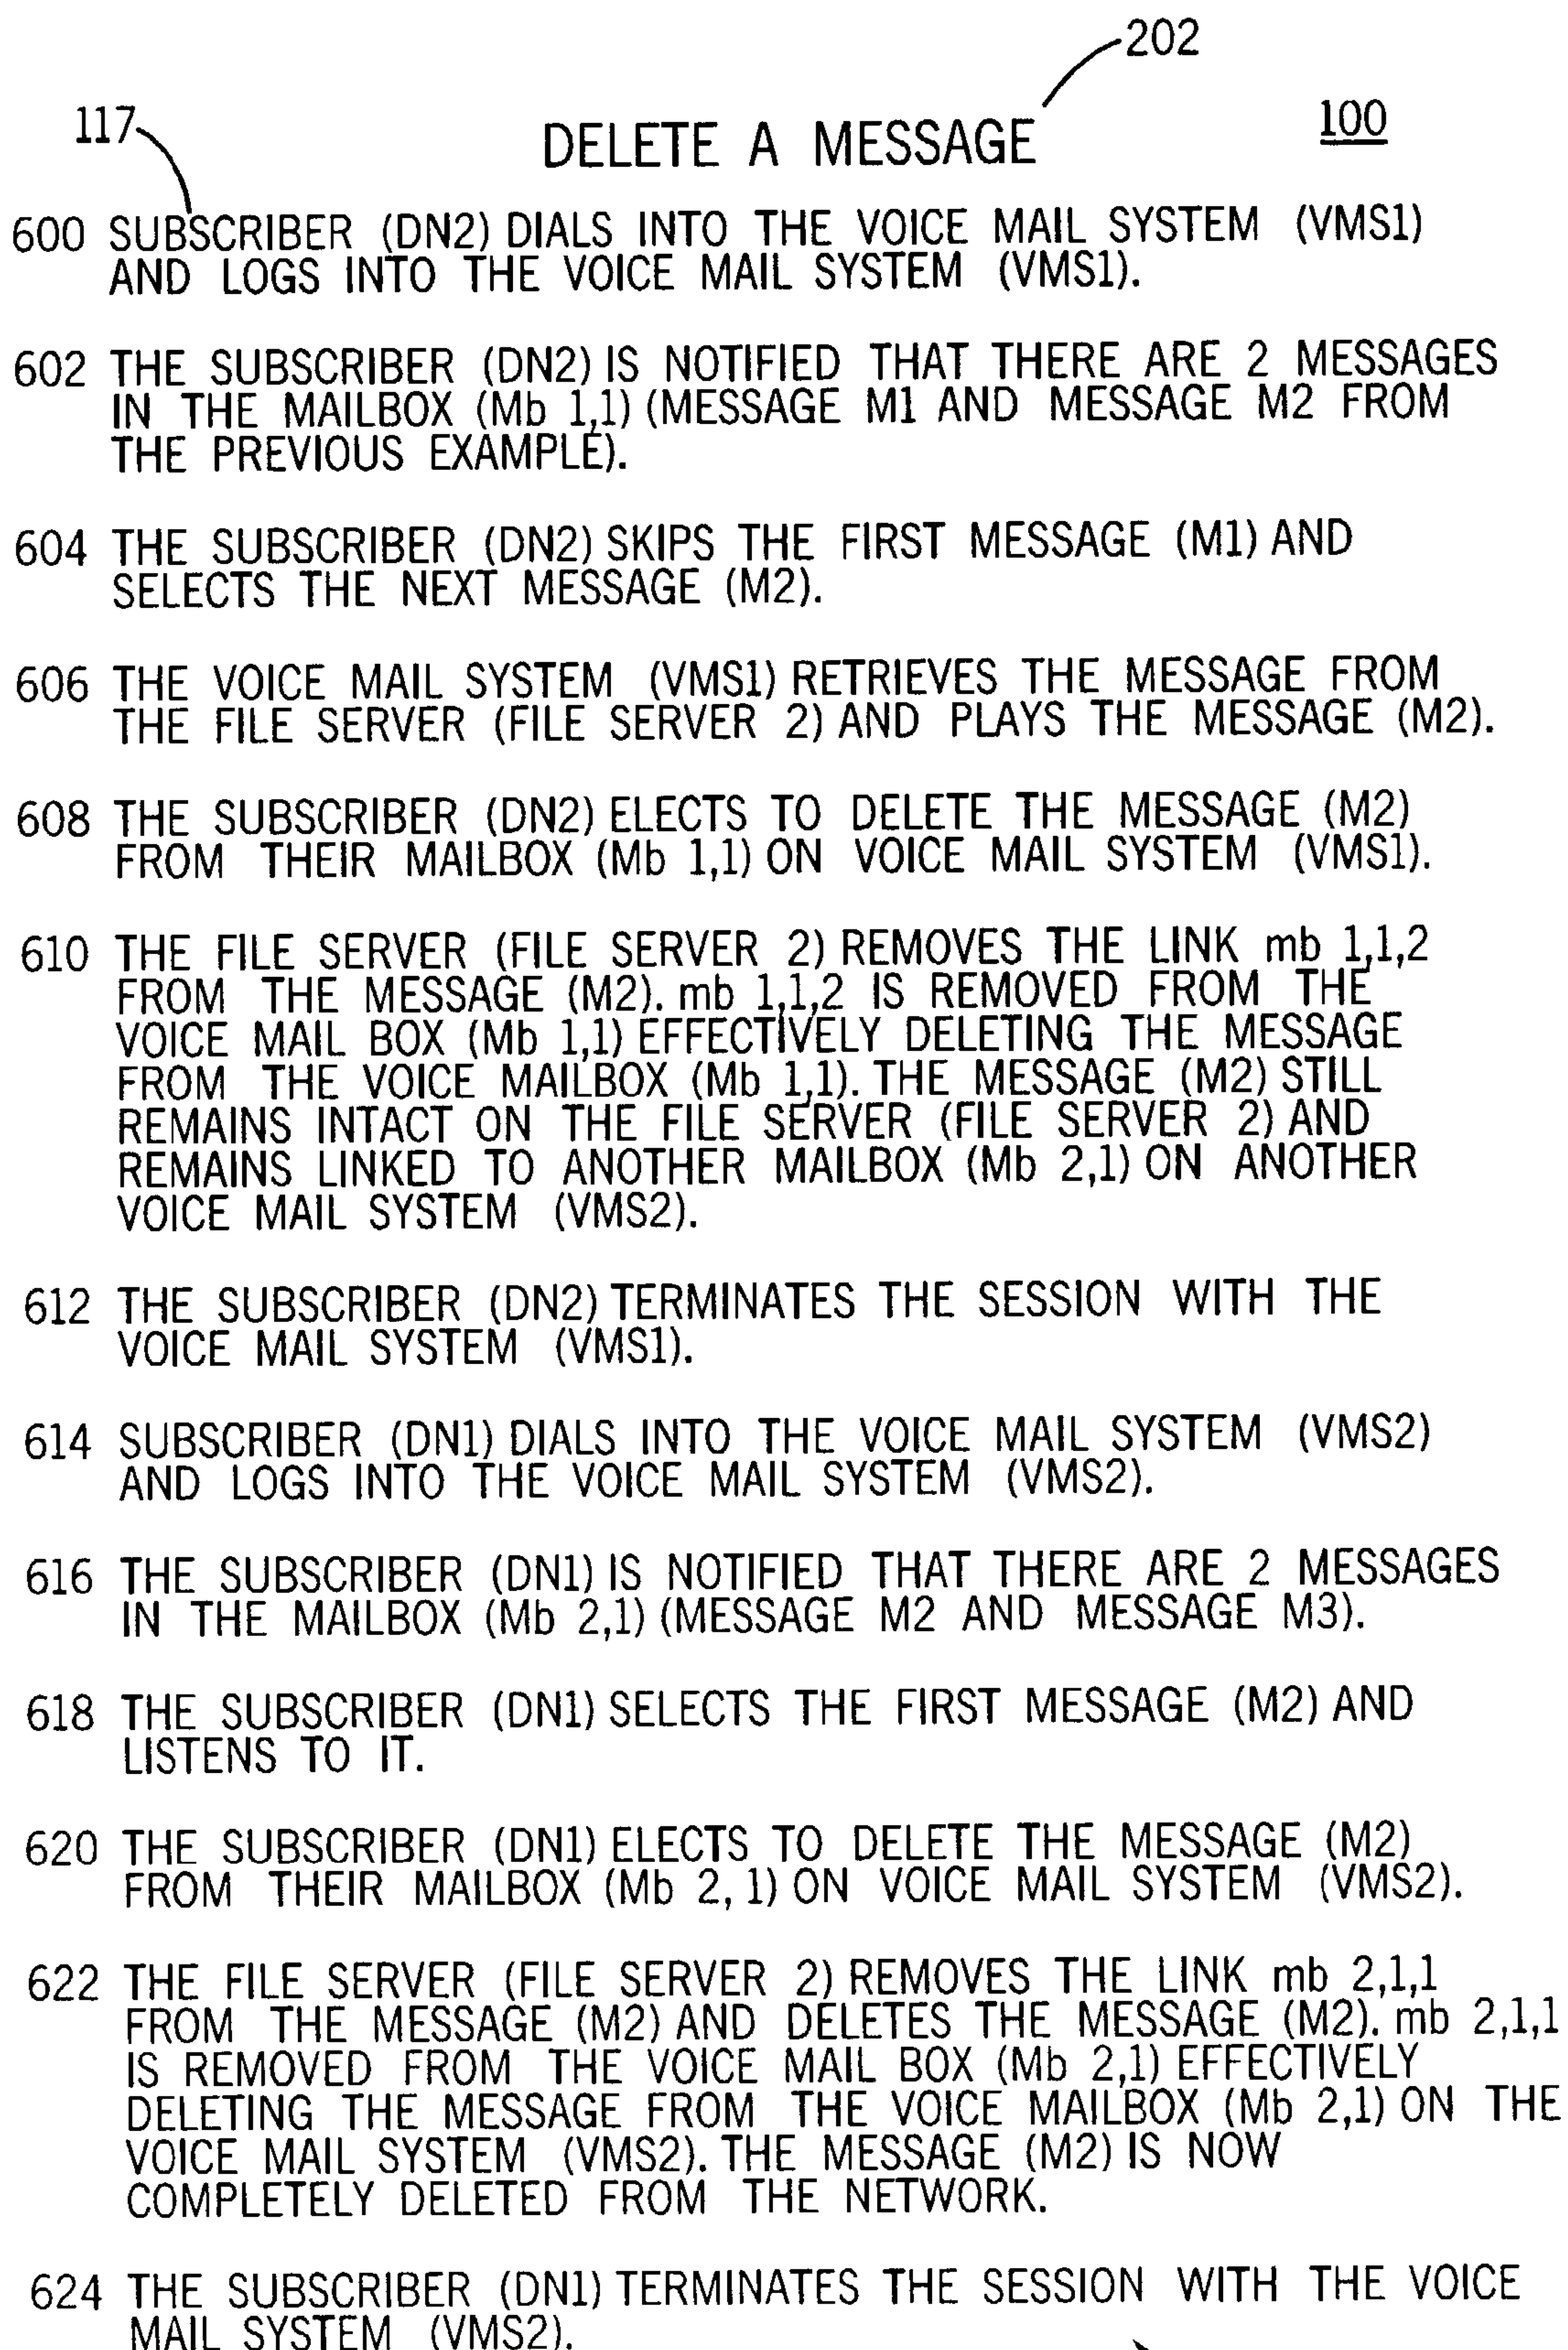 202
117
DELETE A MESSAGE
100
600 SUBSCRIBER (DN2) DIALS INTO THE VOICE MAIL SYSTEM (VMS1)
AND LOGS INTO THE VOICE MAIL SYSTEM (VMS1).
602 THE SUBSCRIBER (DN2) IS NOTIFIED THAT THERE ARE 2 MESSAGES
IN THE MAILBOX (Mb 1,1) (MESSAGE M1 AND MESSAGE M2 FROM
THE PREVIOUS EXAMPLE).
604 THE SUBSCRIBER (DN2) SKIPS THE FIRST MESSAGE (M1) AND
SELECTS THE NEXT MESSAGE (M2).
606 THE VOICE MAIL SYSTEM (VMS1) RETRIEVES THE MESSAGE FROM
THE FILE SERVER (FILE SERVER 2) AND PLAYS THE MESSAGE (M2).
608 THE SUBSCRIBER (DN2) ELECTS TO DELETE THE MESSAGE (M2)
FROM THEIR MAILBOX (Mb 1,1) ON VOICE MAIL SYSTEM (VMS1).
610 THE FILE SERVER (FILE SERVER 2) REMOVES THE LINK mb 1,1,2
FROM THE MESSAGE (M2). mb 1,1,2 IS REMOVED FROM THE
VOICE MAIL BOX (Mb 1,1) EFFECTIVELY DELETING THE MESSAGE
FROM THE VOICE MAILBOX (Mb 1,1). THE MESSAGE (M2) STILL
REMAINS INTACT ON THE FILE SERVER (FILE SERVER 2) AND
REMAINS LINKED TO ANOTHER MAILBOX (Mb 2,1) ON ANOTHER
VOICE MAIL SYSTEM (VMS2).
612 THE SUBSCRIBER (DN2) TERMINATES THE SESSION WITH THE
VOICE MAIL SYSTEM (VMS1).
614 SUBSCRIBER (DN1) DIALS INTO THE VOICE MAIL SYSTEM (VMS2)
AND LOGS INTO THE VOICE MAIL SYSTEM (VMS2).
616 THE SUBSCRIBER (DN1) IS NOTIFIED THAT THERE ARE 2 MESSAGES
IN THE MAILBOX (Mb 2,1) (MESSAGE M2 AND MESSAGE M3).
618 THE SUBSCRIBER (DN1) SELECTS THE FIRST MESSAGE (M2) AND
LISTENS TO IT.
620 THE SUBSCRIBER (DN1) ELECTS TO DELETE THE MESSAGE (M2)
FROM THEIR MAILBOX (Mb 2, 1) ON VOICE MAIL SYSTEM (VMS2).
622 THE FILE SERVER (FILE SERVER 2) REMOVES THE LINK mb 2,1,1
FROM THE MESSAGE (M2) AND DELETES THE MESSAGE (M2). mb 2,1,1
IS REMOVED FROM THE VOICE MAIL BOX (Mb 2,1) EFFECTIVELY
DELETING THE MESSAGE FROM THE VOICE MAILBOX (Mb 2,1) ON THE
VOICE MAIL SYSTEM (VMS2). THE MESSAGE (M2) IS NOW
COMPLETELY DELETED FROM THE NETWORK.
624 THE SUBSCRIBER (DN1) TERMINATES THE SESSION WITH THE VOICE
MAIL SYSTEM (VMS2).